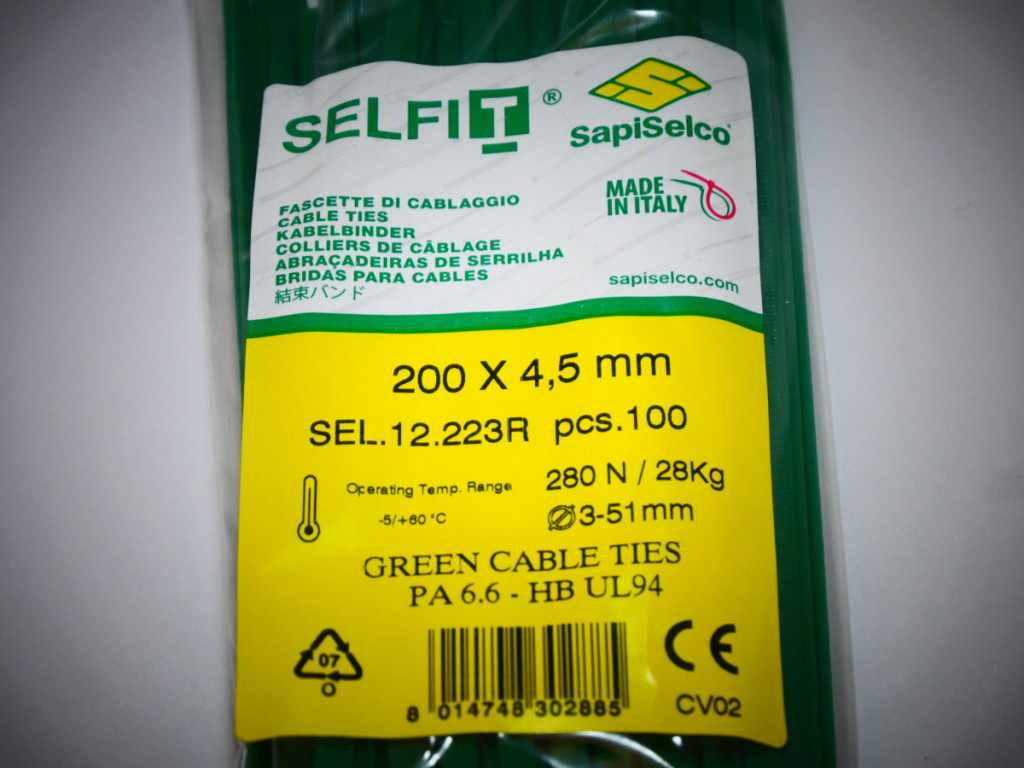 SELFIT®
SapiSelco®
MADE
IN ITALY
FASCETTE DI CABLAGGIO
CABLE TIES
KABELBINDER
COLLIERS DE CÂBLAGE
ABRAÇADEIRAS DE SERRILHA
BRIDAS PARA CABLES
結束バンド
sapiselco.com
200 X 4,5 mm
SEL.12.223R pcs.100
Operating Temp. Range
-5/+60 °C
280 N / 28Kg
Ø3-51mm
GREEN CABLE TIES
PA 6.6 - HB UL94
07
O
8 014748 302885
CE
CV02